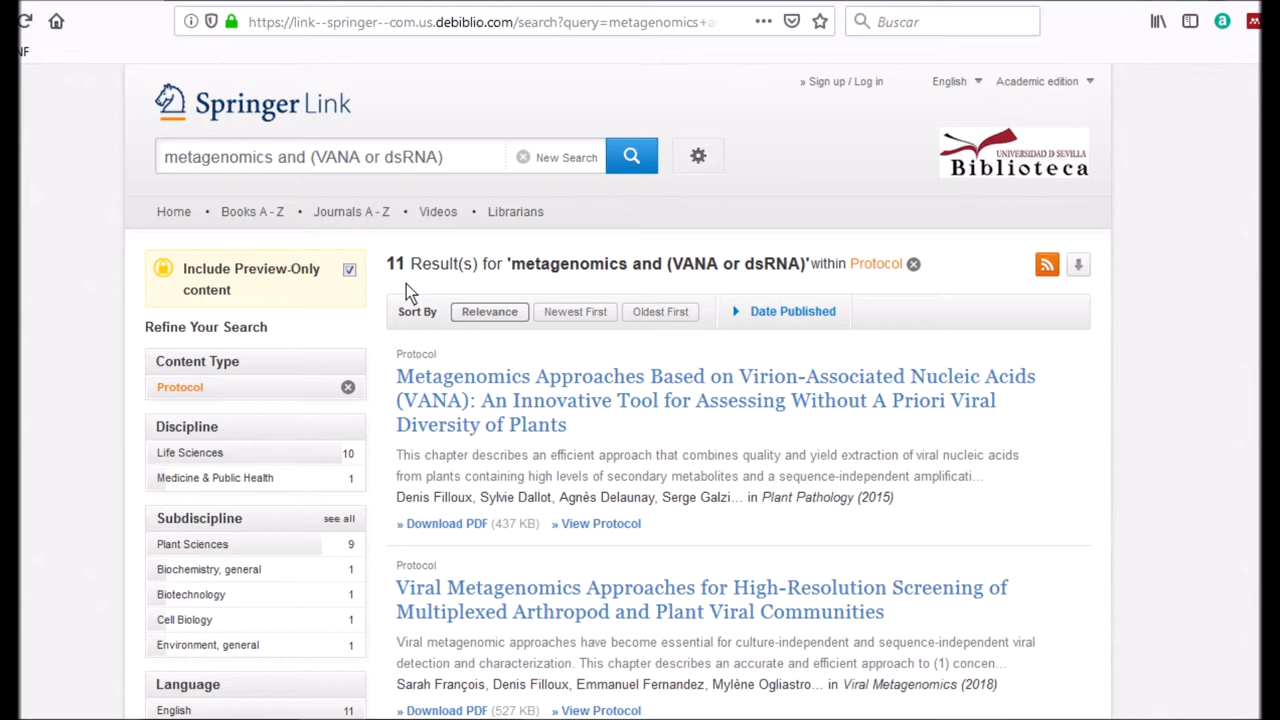 https://link--springer--com.us.debiblio.com/search?query=metagenomics+a
Buscar
NF
» Sign up / Log in
English
Academic edition
Springer Link
metagenomics and (VANA or dsRNA)
New Search
UNIVERSIDAD D SEVILLA
Biblioteca
Home • Books A - Z • Journals A - Z • Videos • Librarians
Include Preview-Only
content
Refine Your Search
Content Type
Protocol
Discipline
Life Sciences 10
Medicine & Public Health 1
Subdiscipline see all
Plant Sciences 9
Biochemistry, general 1
Biotechnology 1
Cell Biology 1
Environment, general 1
Language
English 11
11 Result(s) for 'metagenomics and (VANA or dsRNA)' within Protocol
Sort By Relevance Newest First Oldest First Date Published
Protocol
Metagenomics Approaches Based on Virion-Associated Nucleic Acids
(VANA): An Innovative Tool for Assessing Without A Priori Viral
Diversity of Plants
This chapter describes an efficient approach that combines quality and yield extraction of viral nucleic acids
from plants containing high levels of secondary metabolites and a sequence-independent amplificati…
Denis Filloux, Sylvie Dallot, Agnès Delaunay, Serge Galzi… in Plant Pathology (2015)
» Download PDF (437 KB) » View Protocol
Protocol
Viral Metagenomics Approaches for High-Resolution Screening of
Multiplexed Arthropod and Plant Viral Communities
Viral metagenomic approaches have become essential for culture-independent and sequence-independent viral
detection and characterization. This chapter describes an accurate and efficient approach to (1) concen…
Sarah François, Denis Filloux, Emmanuel Fernandez, Mylène Ogliastro… in Viral Metagenomics (2018)
» Download PDF (527 KB) » View Protocol